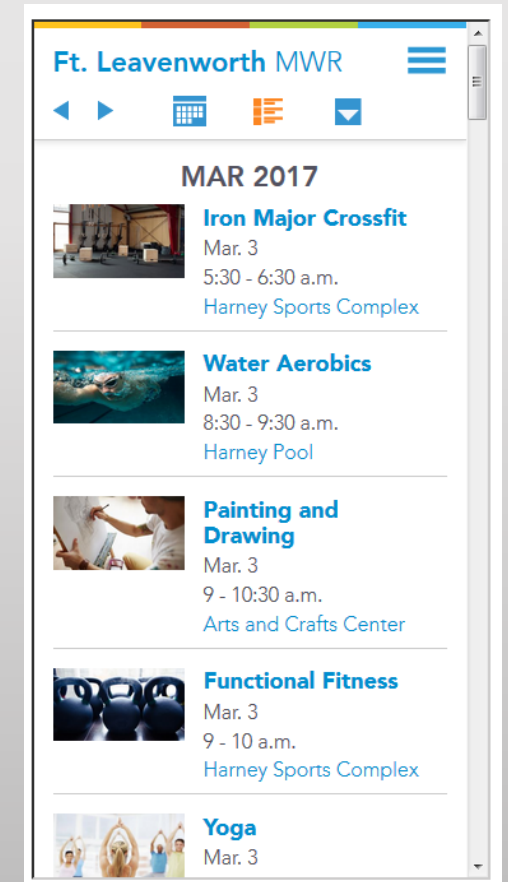 Ft. Leavenworth MWR
MAR 2017
Iron Major Crossfit
Mar. 3
5:30 - 6:30 a.m.
Harney Sports Complex
Water Aerobics
Mar. 3
8:30 - 9:30 a.m.
Harney Pool
Painting and
Drawing
Mar. 3
9 - 10:30 a.m.
Arts and Crafts Center
Functional Fitness
Mar. 3
9 - 10 a.m.
Harney Sports Complex
Yoga
Mar. 3